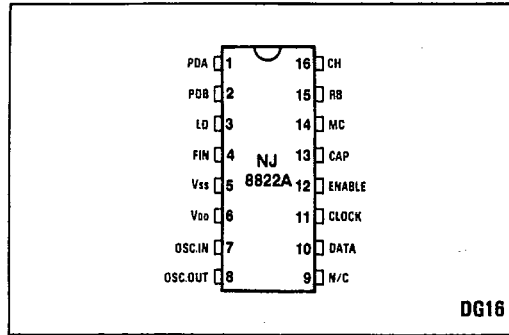 PDA 1 16 CH
PDB 2 15 RB
LD 3 14 MC
FIN 4 13 CAP
NJ
8822A
VSS 5 12 ENABLE
VDD 6 11 CLOCK
OSC.IN 7 10 DATA
OSC.OUT 8 9 N/C
DG16